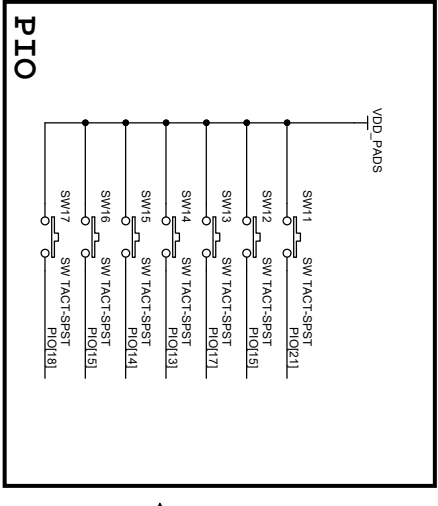 PIO
VDD_PADS
SW11 SW TACT-SPST PIO[21]
SW12 SW TACT-SPST PIO[15]
SW13 SW TACT-SPST PIO[17]
SW14 SW TACT-SPST PIO[13]
SW15 SW TACT-SPST PIO[14]
SW16 SW TACT-SPST PIO[15]
SW17 SW TACT-SPST PIO[18]